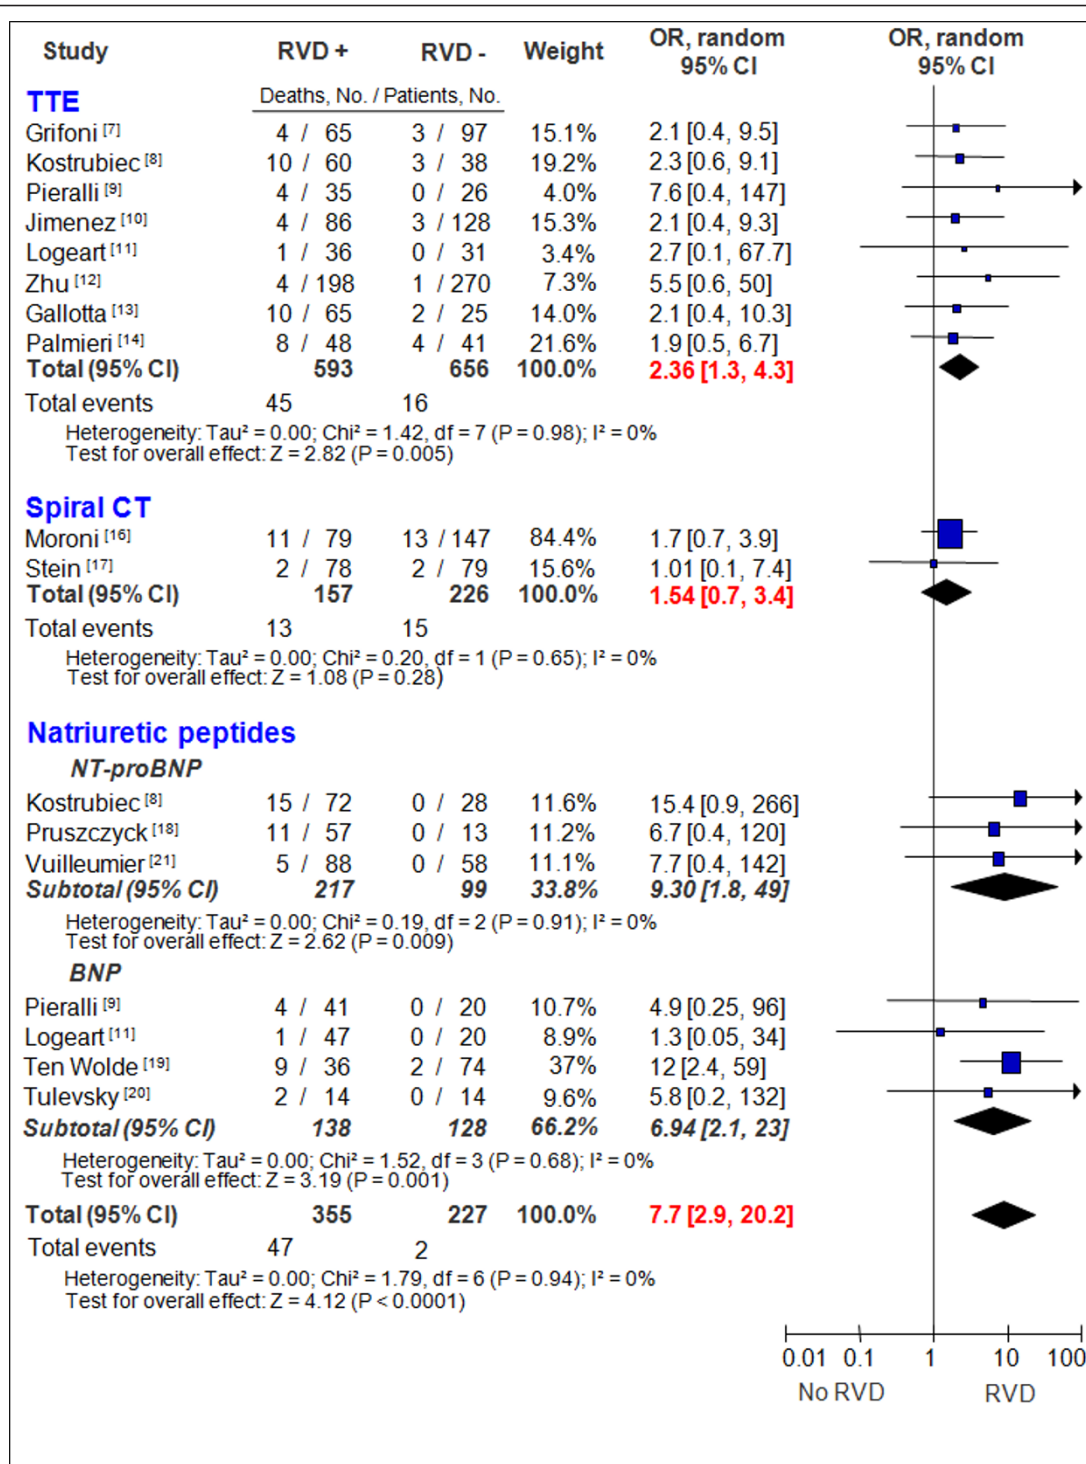 Study RVD + RVD - Weight OR, random 95% CI OR, random 95% CI
Deaths, No. / Patients, No.
TTE
Grifoni [7] 4 / 65 3 / 97 15.1% 2.1 [0.4, 9.5]
Kostrubiec [8] 10 / 60 3 / 38 19.2% 2.3 [0.6, 9.1]
Pieralli [9] 4 / 35 0 / 26 4.0% 7.6 [0.4, 147]
Jimenez [10] 4 / 86 3 / 128 15.3% 2.1 [0.4, 9.3]
Logeart [11] 1 / 36 0 / 31 3.4% 2.7 [0.1, 67.7]
Zhu [12] 4 / 198 1 / 270 7.3% 5.5 [0.6, 50]
Gallotta [13] 10 / 65 2 / 25 14.0% 2.1 [0.4, 10.3]
Palmieri [14] 8 / 48 4 / 41 21.6% 1.9 [0.5, 6.7]
Total (95% CI) 593 656 100.0% 2.36 [1.3, 4.3]
Total events 45 16
Heterogeneity: Tau² = 0.00; Chi² = 1.42, df = 7 (P = 0.98); I² = 0%
Test for overall effect: Z = 2.82 (P = 0.005)
Spiral CT
Moroni [16] 11 / 79 13 / 147 84.4% 1.7 [0.7, 3.9]
Stein [17] 2 / 78 2 / 79 15.6% 1.01 [0.1, 7.4]
Total (95% CI) 157 226 100.0% 1.54 [0.7, 3.4]
Total events 13 15
Heterogeneity: Tau² = 0.00; Chi² = 0.20, df = 1 (P = 0.65); I² = 0%
Test for overall effect: Z = 1.08 (P = 0.28)
Natriuretic peptides
NT-proBNP
Kostrubiec [8] 15 / 72 0 / 28 11.6% 15.4 [0.9, 266]
Pruszczyck [18] 11 / 57 0 / 13 11.2% 6.7 [0.4, 120]
Vuilleumier [21] 5 / 88 0 / 58 11.1% 7.7 [0.4, 142]
Subtotal (95% CI) 217 99 33.8% 9.30 [1.8, 49]
Heterogeneity: Tau² = 0.00; Chi² = 0.19, df = 2 (P = 0.91); I² = 0%
Test for overall effect: Z = 2.62 (P = 0.009)
BNP
Pieralli [9] 4 / 41 0 / 20 10.7% 4.9 [0.25, 96]
Logeart [11] 1 / 47 0 / 20 8.9% 1.3 [0.05, 34]
Ten Wolde [19] 9 / 36 2 / 74 37% 12 [2.4, 59]
Tulevsky [20] 2 / 14 0 / 14 9.6% 5.8 [0.2, 132]
Subtotal (95% CI) 138 128 66.2% 6.94 [2.1, 23]
Heterogeneity: Tau² = 0.00; Chi² = 1.52, df = 3 (P = 0.68); I² = 0%
Test for overall effect: Z = 3.19 (P = 0.001)
Total (95% CI) 355 227 100.0% 7.7 [2.9, 20.2]
Total events 47 2
Heterogeneity: Tau² = 0.00; Chi² = 1.79, df = 6 (P = 0.94); I² = 0%
Test for overall effect: Z = 4.12 (P < 0.0001)
0.01 0.1 1 10 100
No RVD RVD